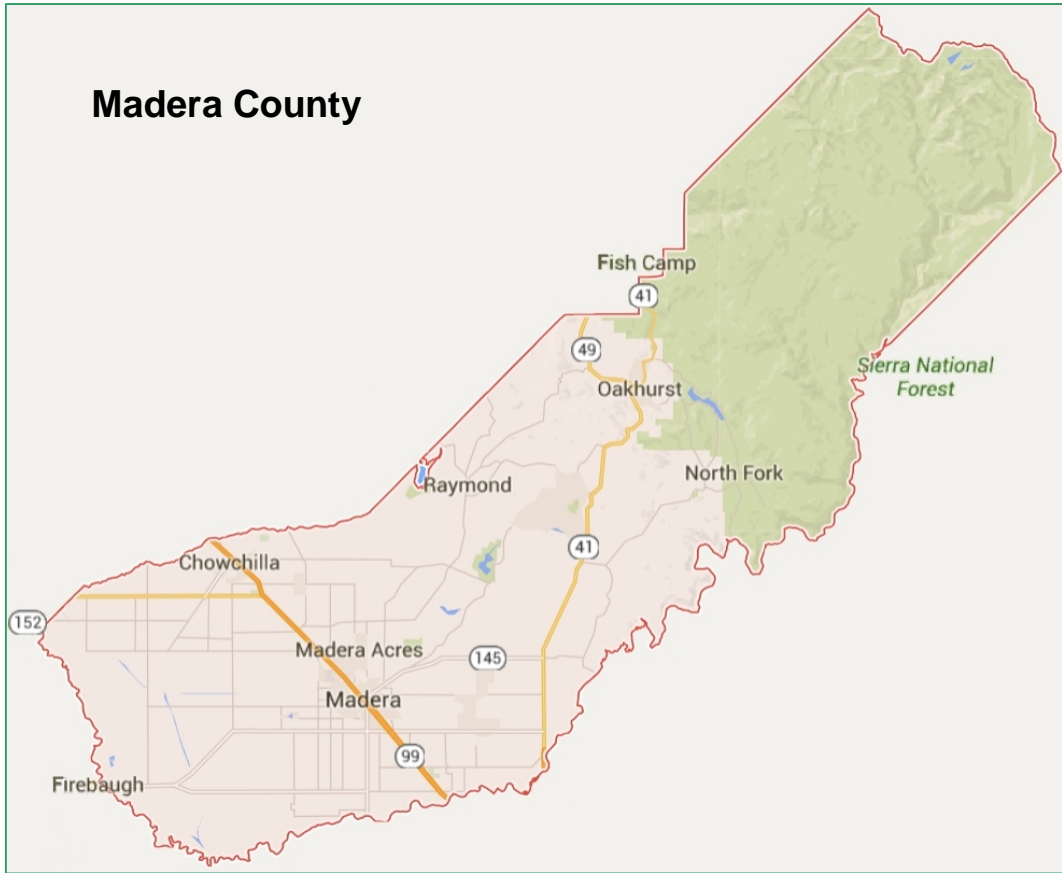 Madera County
Fish Camp
41
49
Sierra National
Forest
Oakhurst
North Fork
Raymond
41
Chowchilla
152
Madera Acres
145
Madera
99
Firebaugh